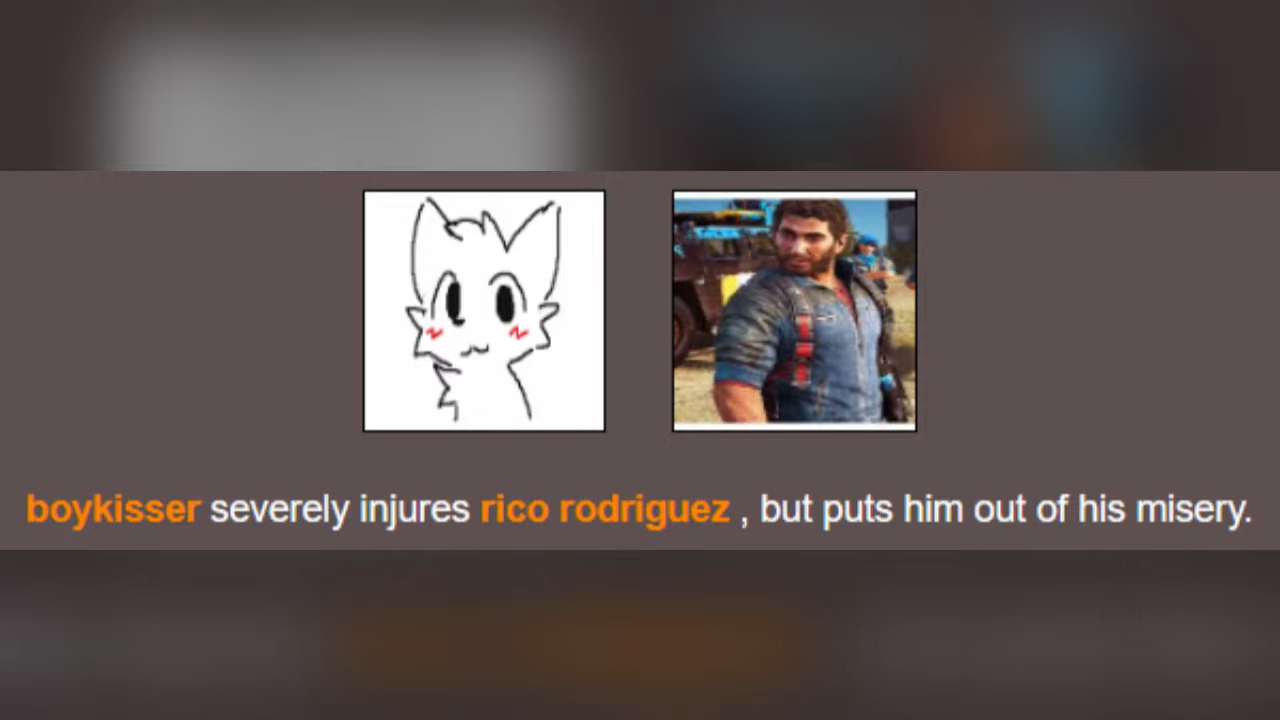 boykisser severely injures rico rodriguez , but puts him out of his misery.